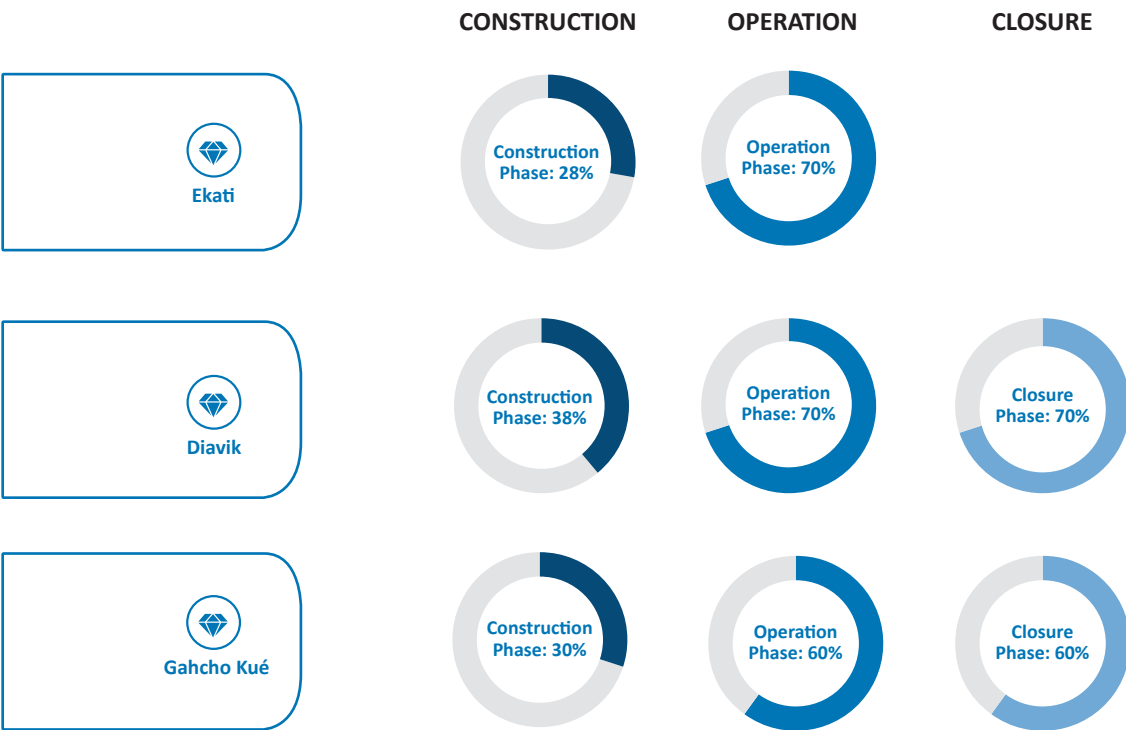 CONSTRUCTION
OPERATION
CLOSURE
Ekati
Construction
Phase: 28%
Operation
Phase: 70%
Diavik
Construction
Phase: 38%
Operation
Phase: 70%
Closure
Phase: 70%
Gahcho Kué
Construction
Phase: 30%
Operation
Phase: 60%
Closure
Phase: 60%